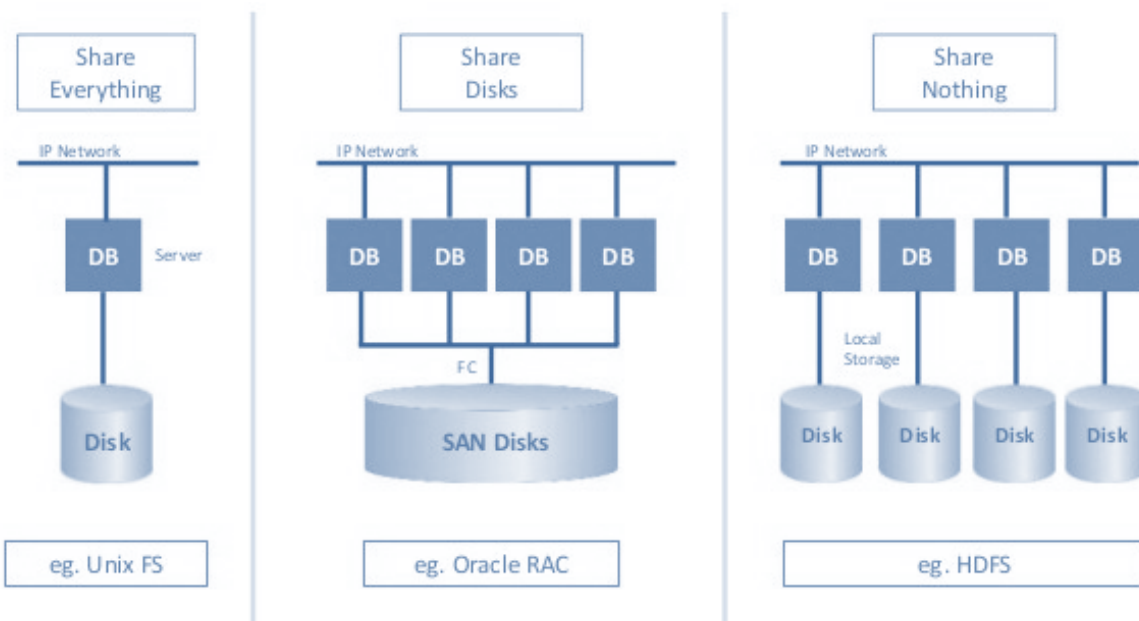 Share
Everything
IP Network
DB
Server
Disk
eg. Unix FS
Share
Disks
IP Network
DB DB DB DB
FC
SAN Disks
eg. Oracle RAC
Share
Nothing
IP Network
DB DB DB DB
Local
Storage
Disk Disk Disk Disk
eg. HDFS